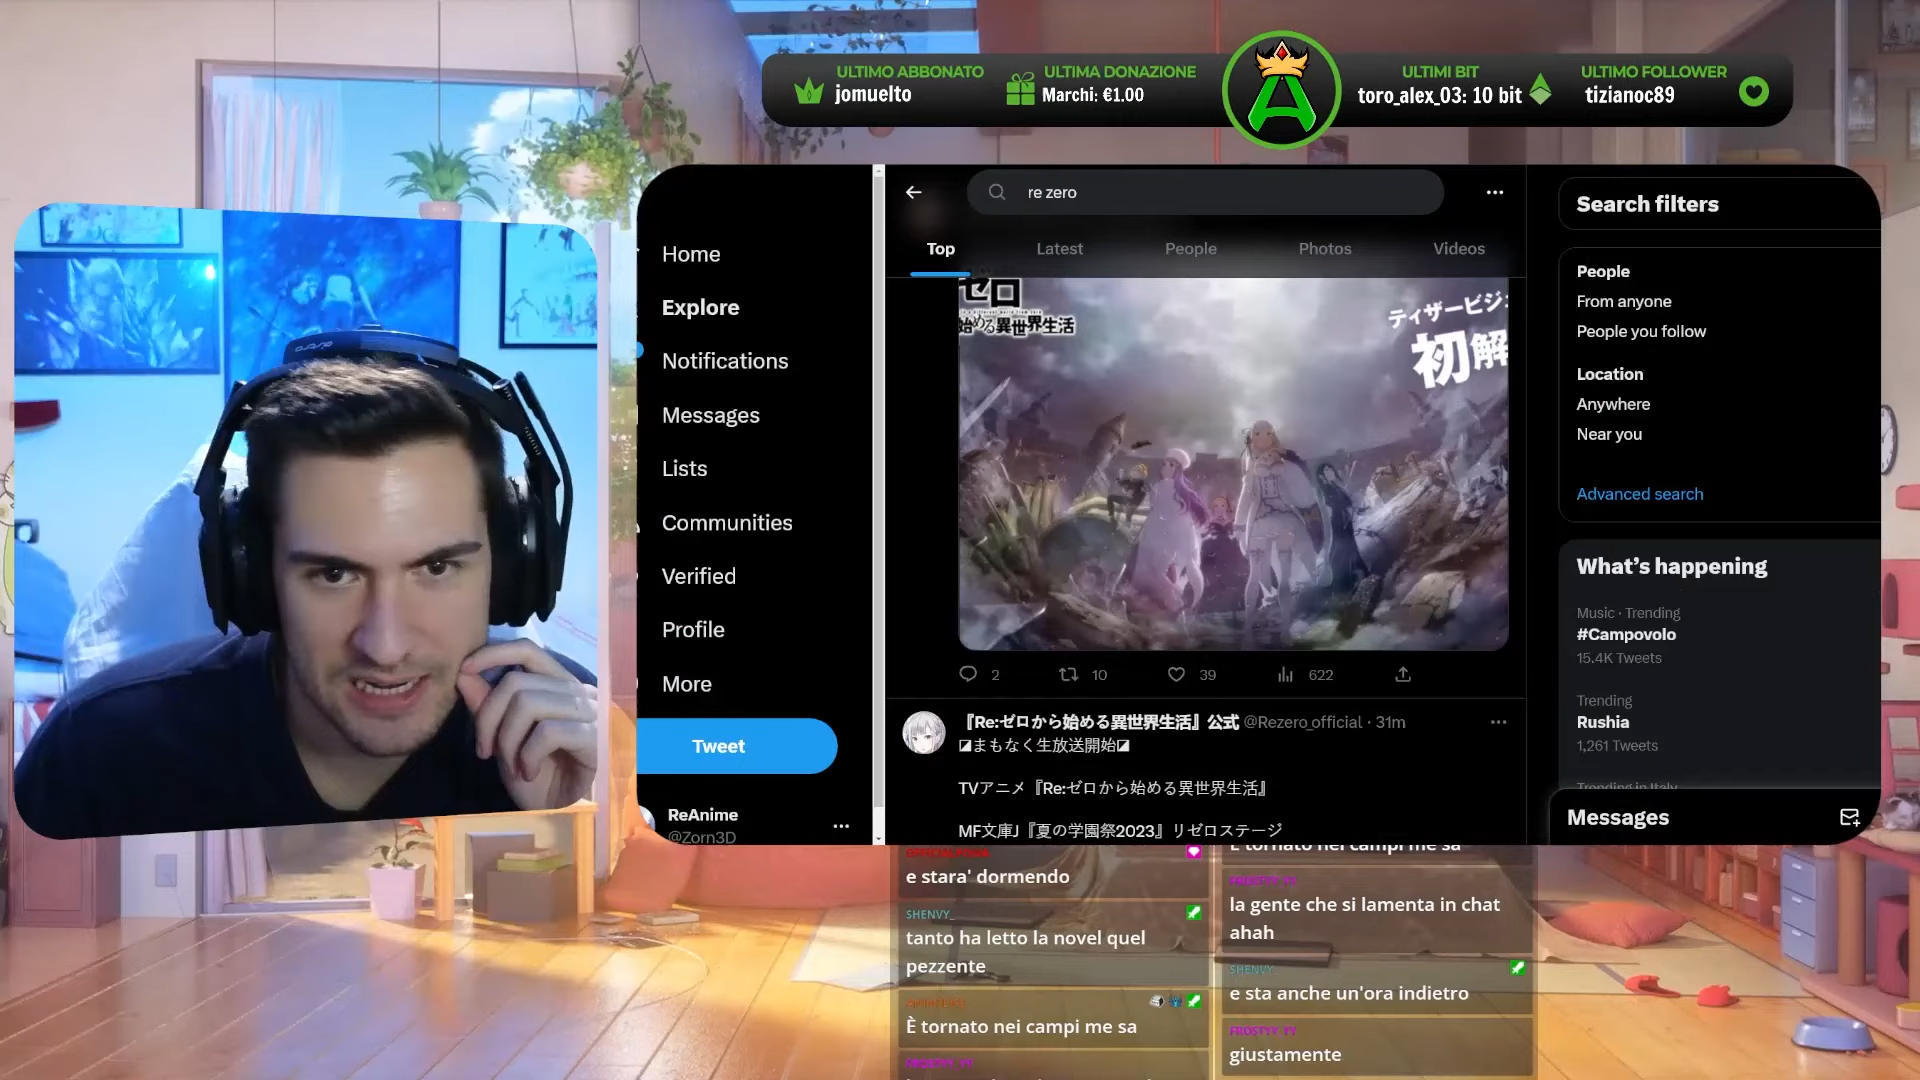 ULTIMO ABBONATO
jomuelto
ULTIMA DONAZIONE
Marchi: €1.00
ULTIMI BIT
toro_alex_03: 10 bit
ULTIMO FOLLOWER
tizianoc89
Home
Explore
Notifications
Messages
Lists
Communities
Verified
Profile
More
Tweet
ReAnime
@Zorn3D
re zero
Top
Latest
People
Photos
Videos
ゼロ
始める異世界生活
ティザービジ
初解
2
10
39
622
『Re:ゼロから始める異世界生活』公式 @Rezero_official · 31m
まもなく生放送開始
TVアニメ『Re:ゼロから始める異世界生活』
MF文庫J『夏の学園祭2023』リゼロステージ
Search filters
People
From anyone
People you follow
Location
Anywhere
Near you
Advanced search
What's happening
Music · Trending
#Campovolo
15.4K Tweets
Trending
Rushia
1,261 Tweets
Trending in Italy
Messages
e stara' dormendo
SHENVY_
tanto ha letto la novel quel
pezzente
È tornato nei campi me sa
E tornato nei campi me sa
la gente che si lamenta in chat
ahah
SHENVY_
e sta anche un'ora indietro
FROSTYY_YY
giustamente